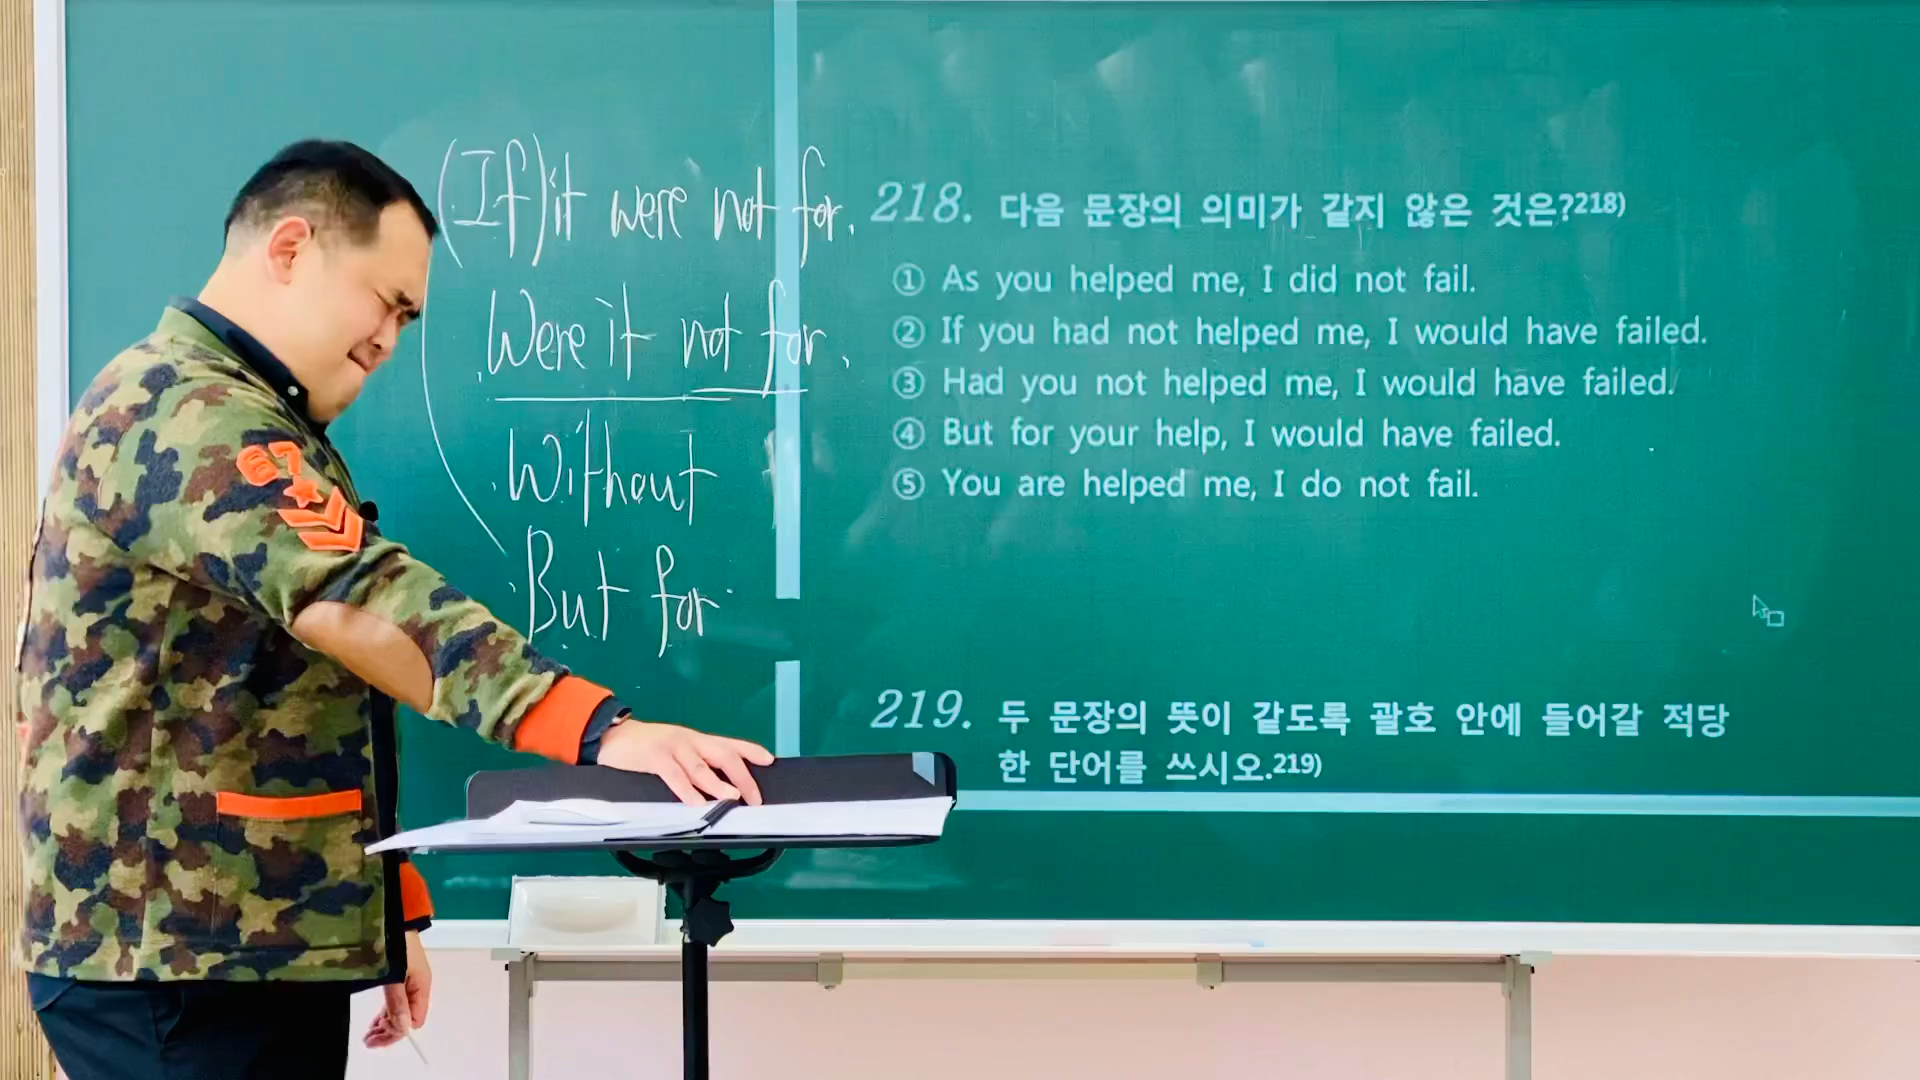 (If) it were not for.
Were it not for.
Without
But for
67
218. 다음 문장의 의미가 같지 않은 것은?218)
① As you helped me, I did not fail.
② If you had not helped me, I would have failed.
③ Had you not helped me, I would have failed.
④ But for your help, I would have failed.
⑤ You are helped me, I do not fail.
219. 두 문장의 뜻이 같도록 괄호 안에 들어갈 적당
한 단어를 쓰시오.219)